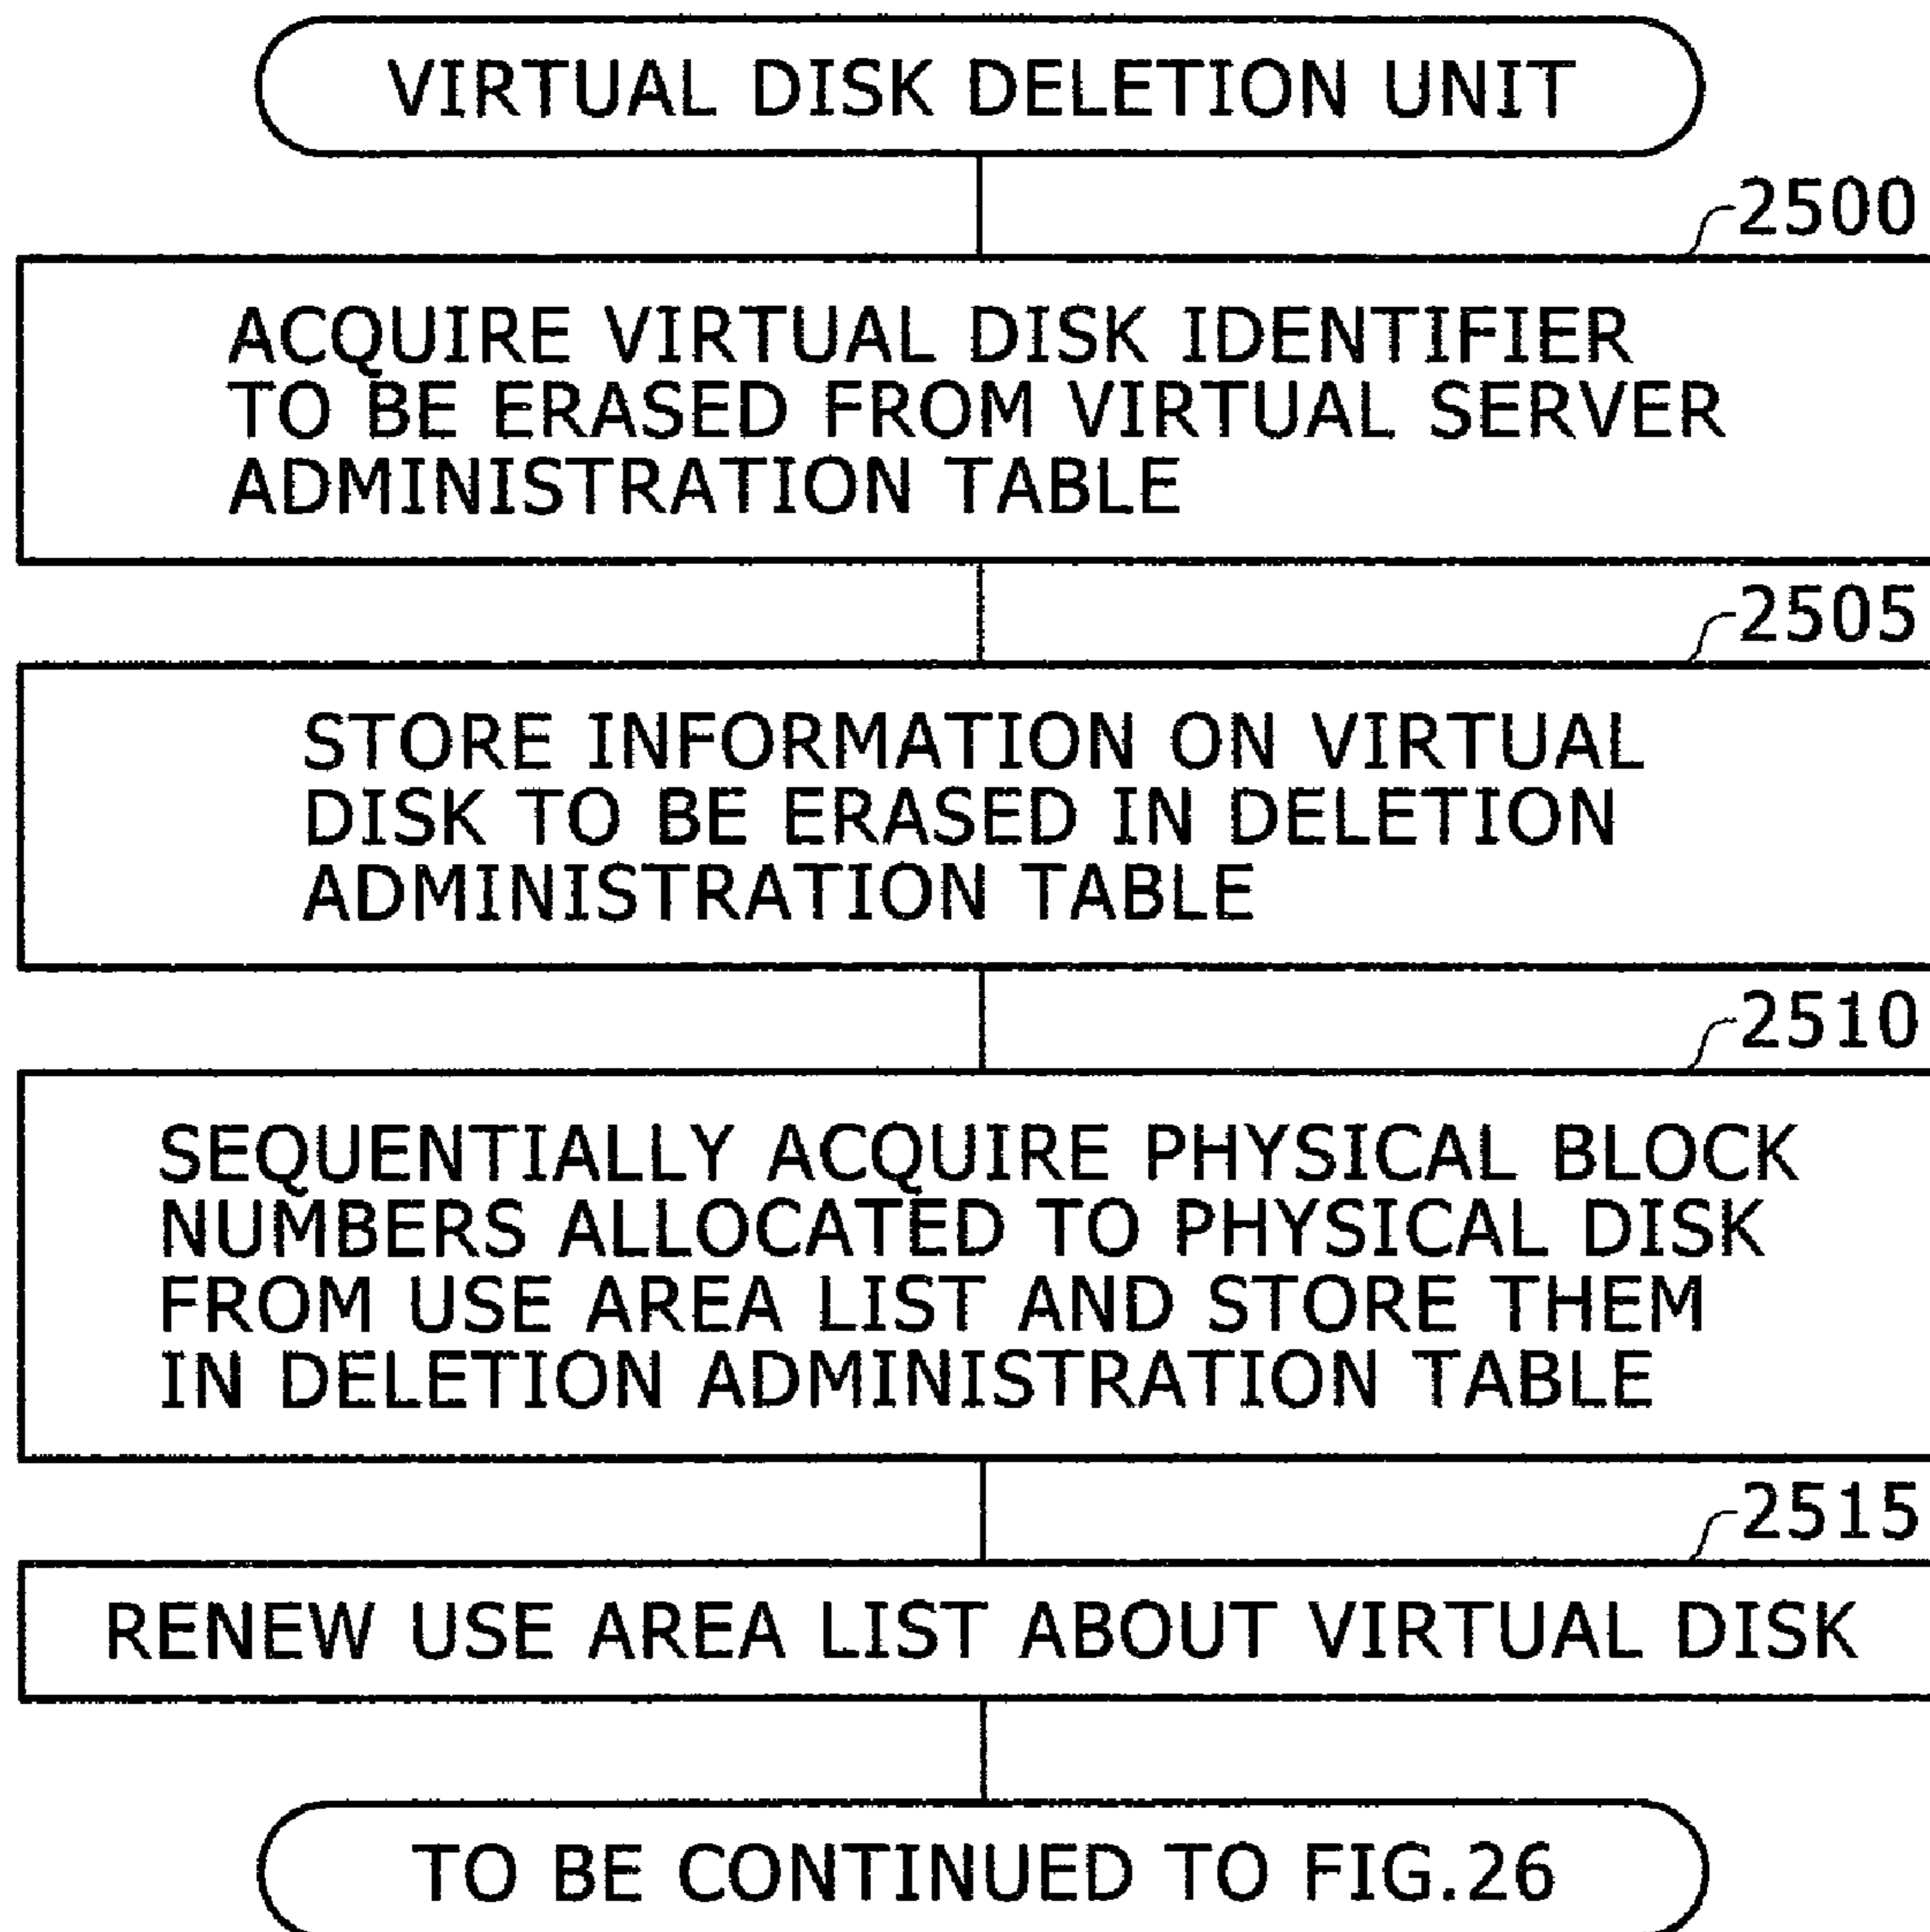 VIRTUAL DISK DELETION UNIT
2500
ACQUIRE VIRTUAL DISK IDENTIFIER
TO BE ERASED FROM VIRTUAL SERVER
ADMINISTRATION TABLE
2505
STORE INFORMATION ON VIRTUAL
DISK TO BE ERASED IN DELETION
ADMINISTRATION TABLE
2510
SEQUENTIALLY ACQUIRE PHYSICAL BLOCK
NUMBERS ALLOCATED TO PHYSICAL DISK
FROM USE AREA LIST AND STORE THEM
IN DELETION ADMINISTRATION TABLE
2515
RENEW USE AREA LIST ABOUT VIRTUAL DISK
TO BE CONTINUED TO FIG.26